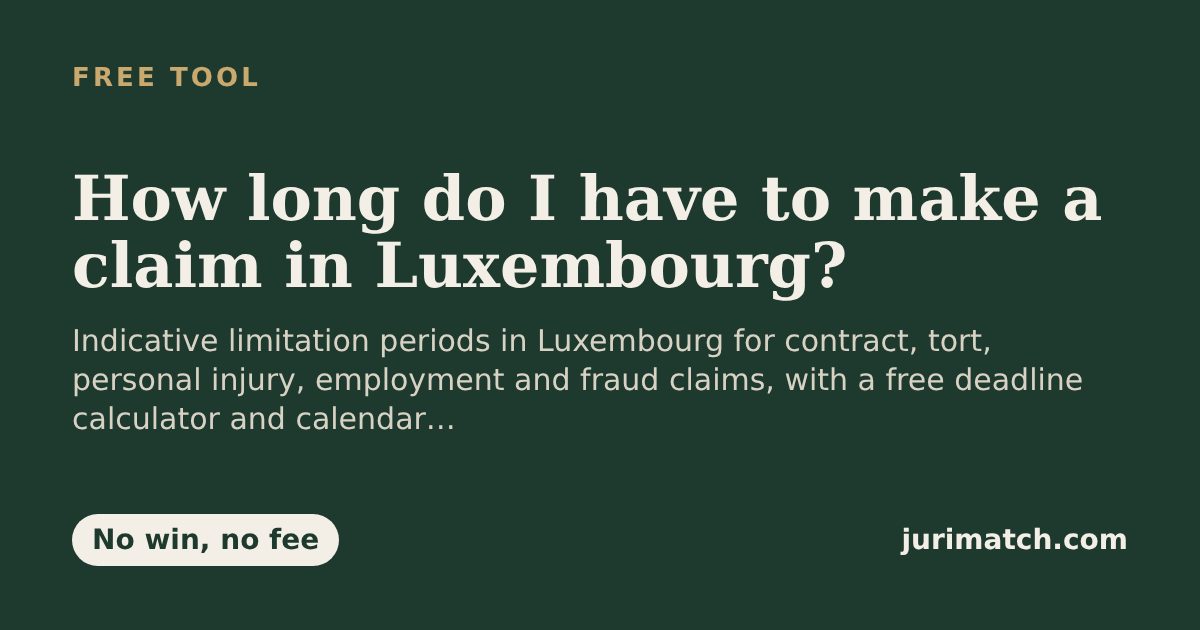 FREE TOOL
How long do I have to make a
claim in Luxembourg?
Indicative limitation periods in Luxembourg for contract, tort,
personal injury, employment and fraud claims, with a free deadline
calculator and calendar…
No win, no fee
jurimatch.com